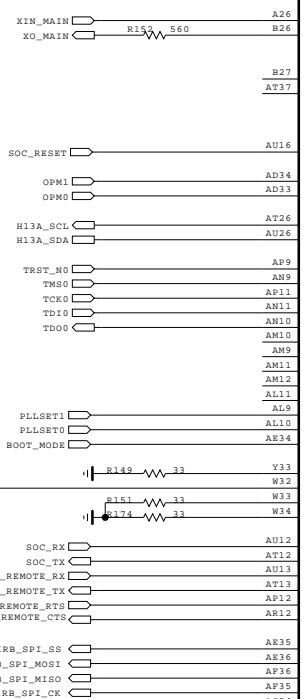 XIN_MAIN A26
XO_MAIN R152 560 B26
B27
AT37
SOC_RESET AU16
OPM1 AD34
OPM0 AD33
H13A_SCL AT26
H13A_SDA AU26
TRST_N0 AP9
TMS0 AN9
TCK0 AP11
TDI0 AN11
TDO0 AN10
AM10
AM9
AM11
AM12
AL11
PLLSET1 AL9
PLLSET0 AL10
BOOT_MODE AE34
R149 33 Y33
W32
R151 33 W33
R174 33 W34
SOC_RX AU12
SOC_TX AT12
_REMOTE_RX AU13
_REMOTE_TX AT13
REMOTE_RTS AP12
_REMOTE_CTS AR12
RB_SPI_SS AE35
B_SPI_MOSI AE36
B_SPI_MISO AF36
RB_SPI_CK AF35